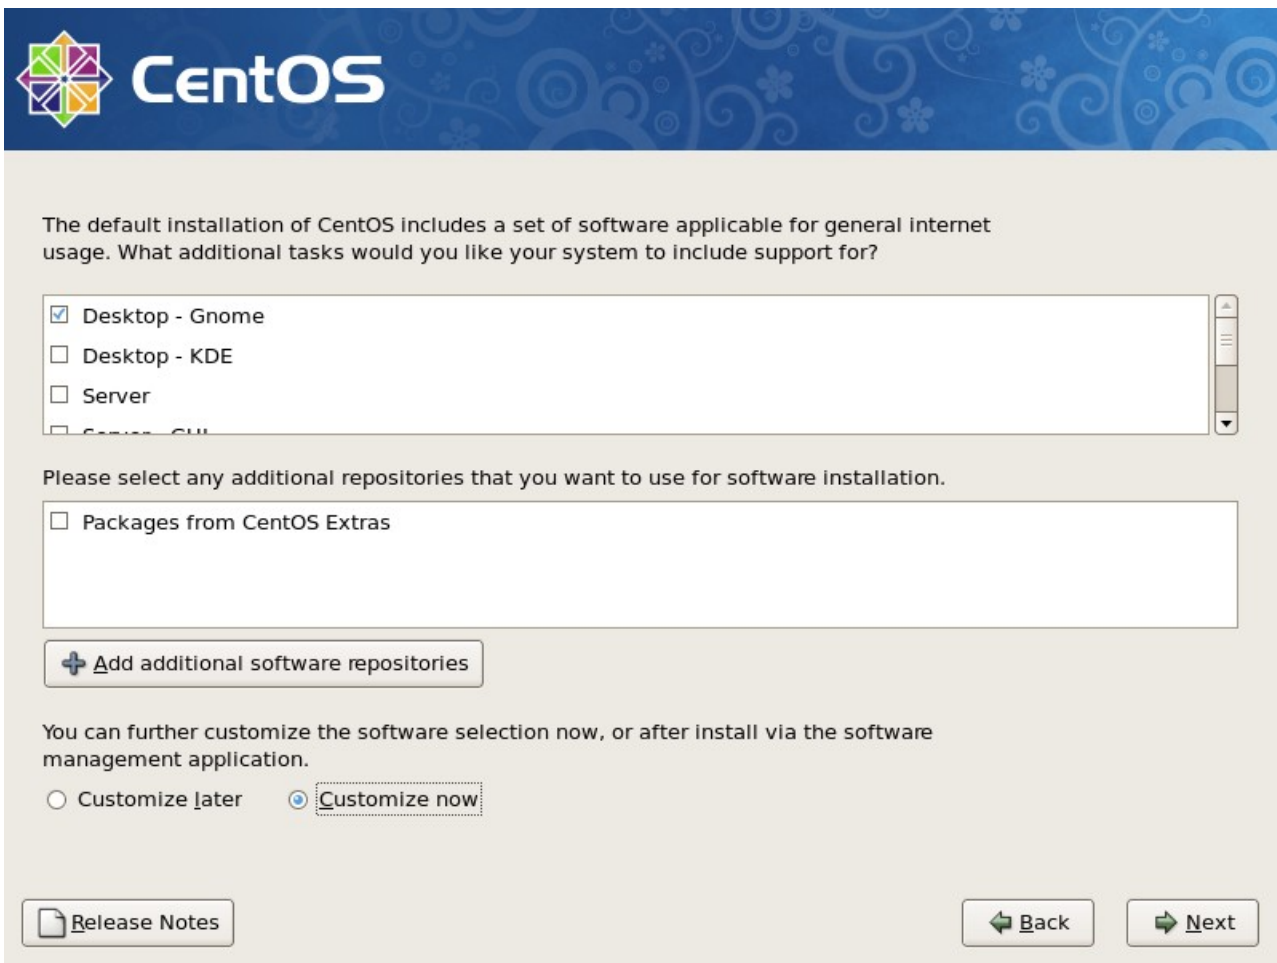 CentOS
The default installation of CentOS includes a set of software applicable for general internet
usage. What additional tasks would you like your system to include support for?
Desktop - Gnome
Desktop - KDE
Server
Server - GUI
Please select any additional repositories that you want to use for software installation.
Packages from CentOS Extras
Add additional software repositories
You can further customize the software selection now, or after install via the software
management application.
Customize later Customize now
Release Notes Back Next